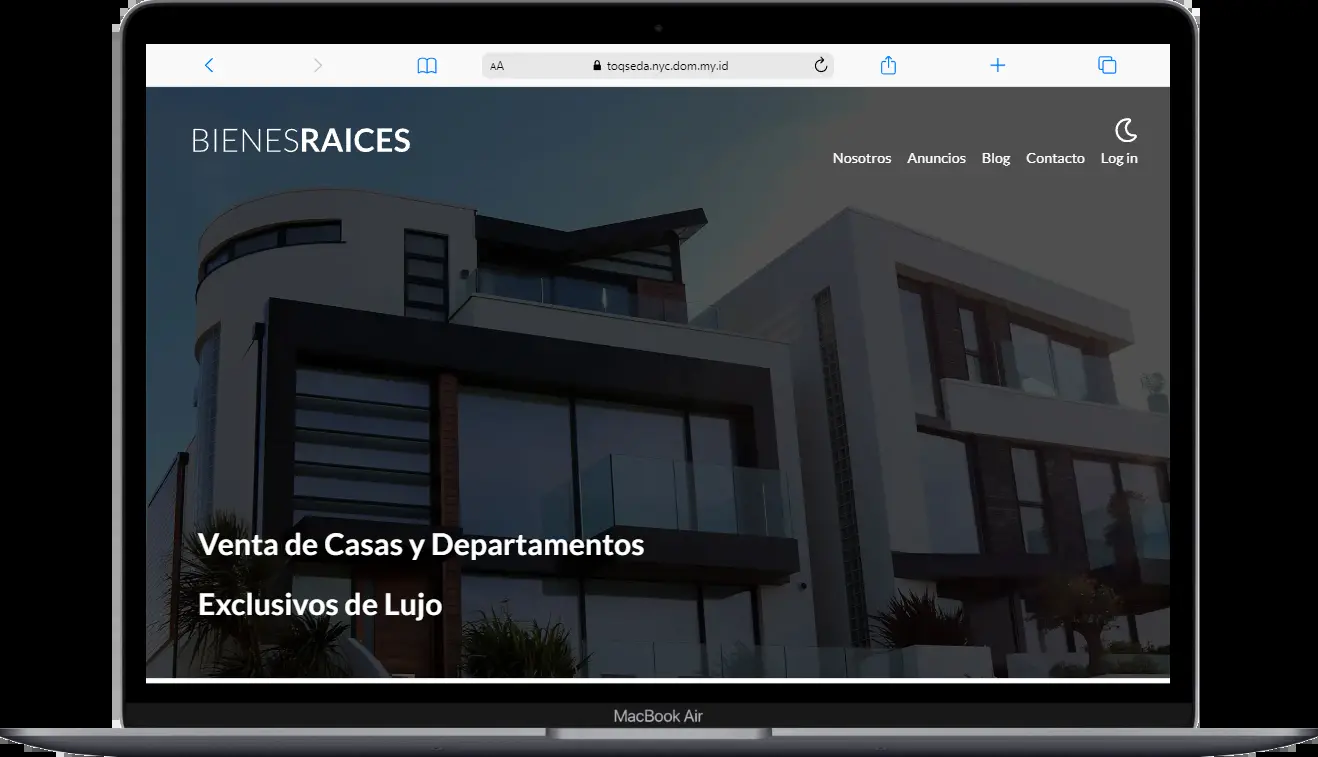 AA
toqseda.nyc.dom.my.id
BIENESRAICES
Nosotros Anuncios Blog Contacto Log in
Venta de Casas y Departamentos
Exclusivos de Lujo
MacBook Air